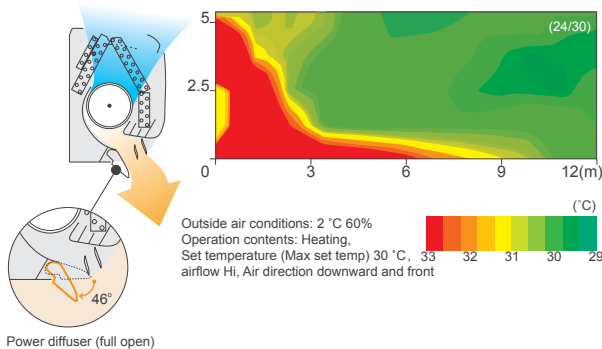 5
(24/30)
2.5
0
0
3
6
9
12(m)
(˚C)
Outside air conditions: 2 ˚C 60%
Operation contents: Heating,
Set temperature (Max set temp) 30 ˚C,
airflow Hi, Air direction downward and front
33 32 31 30 29
46°
Power diffuser (full open)